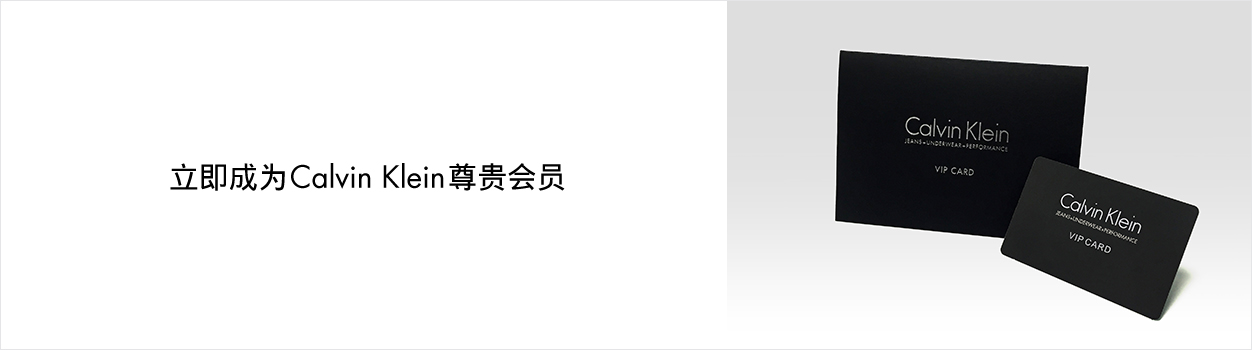 立即成为Calvin Klein尊贵会员
Calvin Klein
JEANS+UNDERWEAR+PERFORMANCE
VIP CARD
Calvin Klein
JEANS+UNDERWEAR+PERFORMANCE
VIP CARD